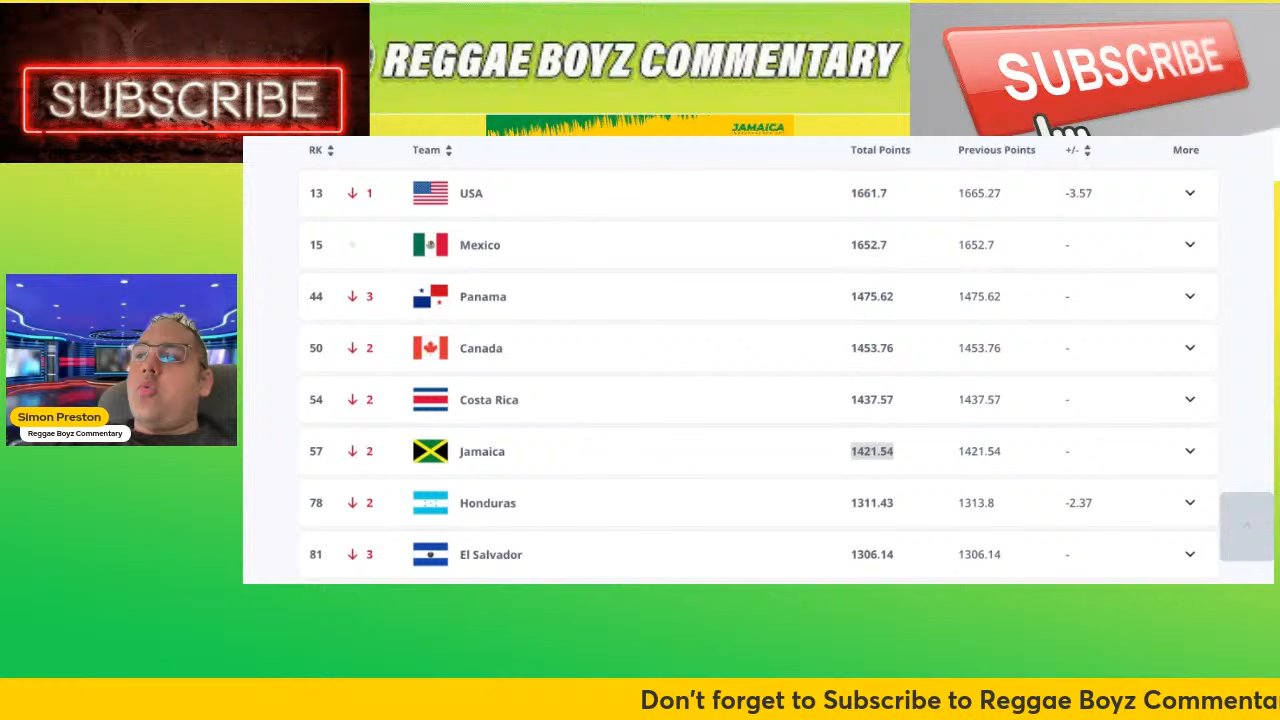 SUBSCRIBE
REGGAE BOYZ COMMENTARY
SUBSCRIBE
JAMAICA
RK Team Total Points Previous Points +/- More
13 1 USA 1661.7 1665.27 -3.57
15 Mexico 1652.7 1652.7 -
44 3 Panama 1475.62 1475.62 -
50 2 Canada 1453.76 1453.76 -
54 2 Costa Rica 1437.57 1437.57 -
57 2 Jamaica 1421.54 1421.54 -
78 2 Honduras 1311.43 1313.8 -2.37
81 3 El Salvador 1306.14 1306.14 -
Simon Preston
Reggae Boyz Commentary
Don't forget to Subscribe to Reggae Boyz Commenta